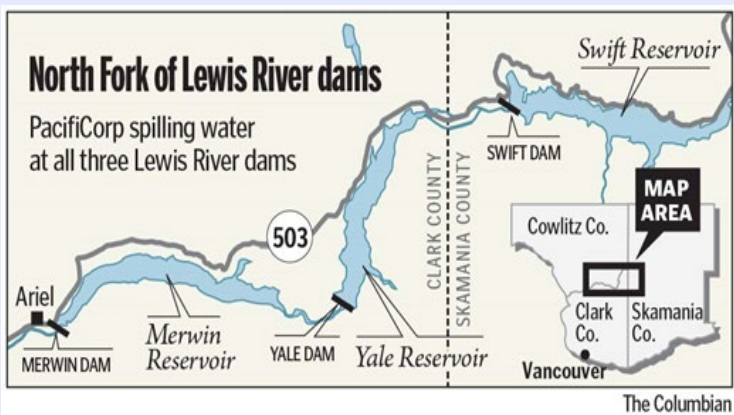 North Fork of Lewis River dams
PacifiCorp spilling water
at all three Lewis River dams
Swift Reservoir
SWIFT DAM
CLARK COUNTY
SKAMANIA COUNTY
503
MAP
AREA
Cowlitz Co.
Clark
Co.
Skamania
Co.
Vancouver
Ariel
MERWIN DAM
Merwin
Reservoir
YALE DAM
Yale Reservoir
The Columbian